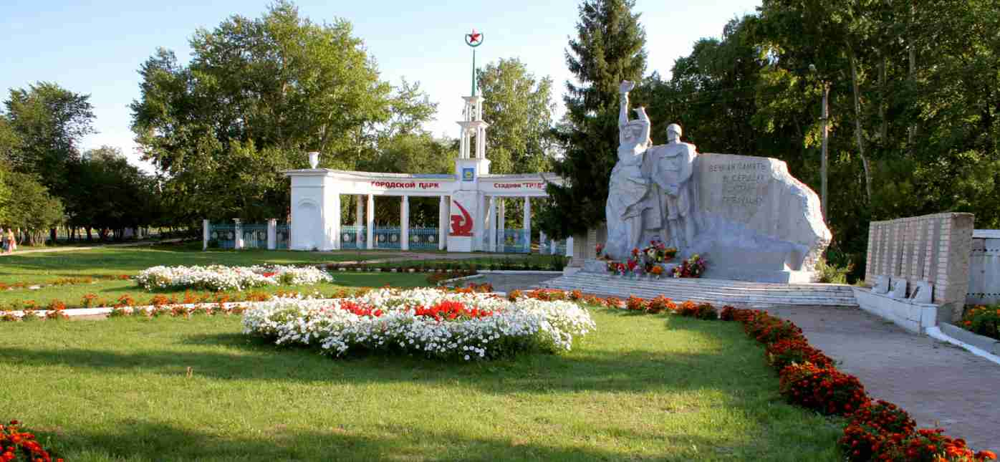 ГОРОДСКОЙ ПАРК
Стадион "ТРУД"
ВЕЧНАЯ ПАМЯТЬ
В СЕРДЦАХ